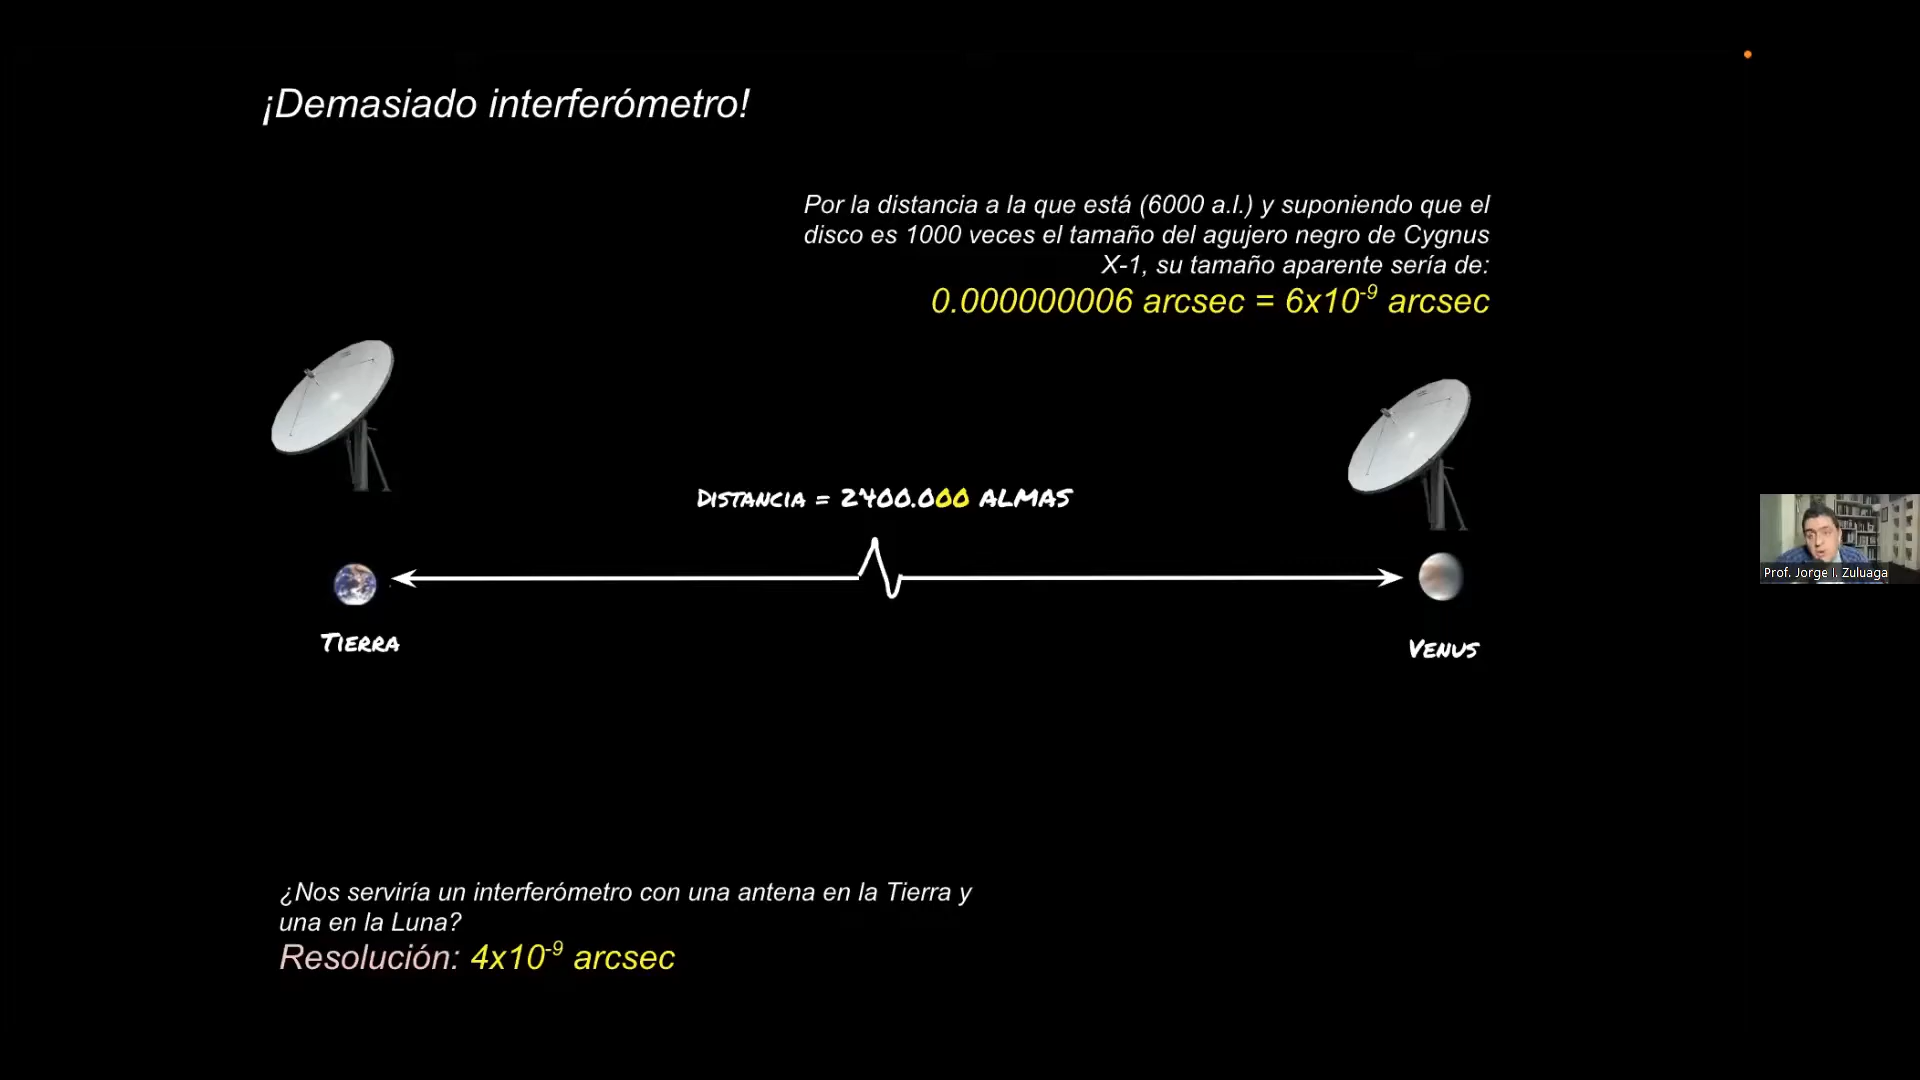 ¡Demasiado interferómetro!
Por la distancia a la que está (6000 a.l.) y suponiendo que el
disco es 1000 veces el tamaño del agujero negro de Cygnus
X-1, su tamaño aparente sería de:
0.000000006 arcsec = 6x10⁻⁹ arcsec
Distancia = 2'400.000 ALMAS
Tierra
Venus
Prof. Jorge I. Zuluaga
¿Nos serviría un interferómetro con una antena en la Tierra y
una en la Luna?
Resolución: 4x10⁻⁹ arcsec